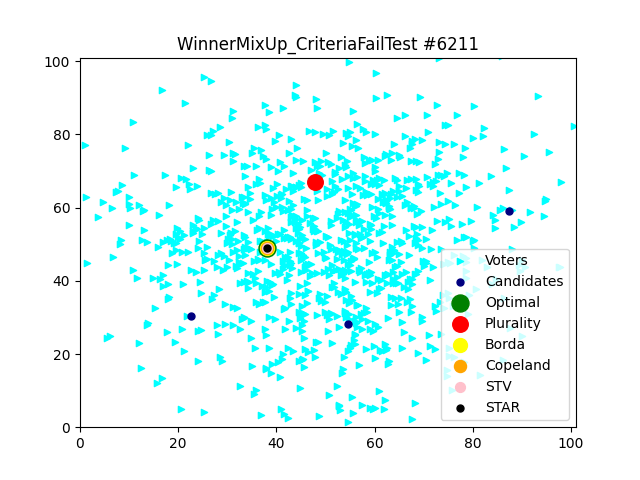 WinnerMixUp_CriteriaFailTest #6211
100
80
60
40
20
0
0 20 40 60 80 100
Voters
Candidates
Optimal
Plurality
Borda
Copeland
STV
STAR